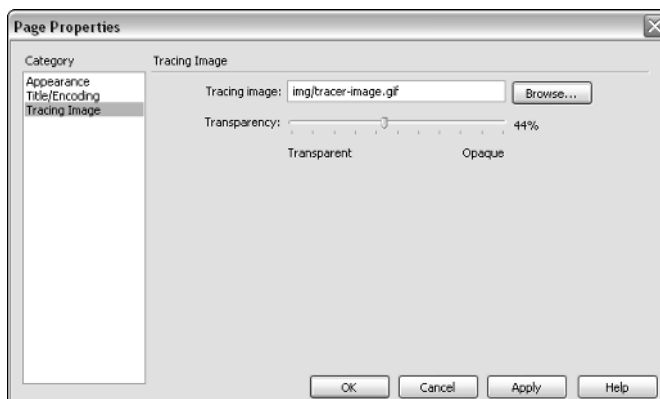 Page Properties
Category
Tracing Image
Appearance
Title/Encoding
Tracing Image
Tracing image: img/tracer-image.gif Browse...
Transparency: 44%
Transparent Opaque
OK Cancel Apply Help